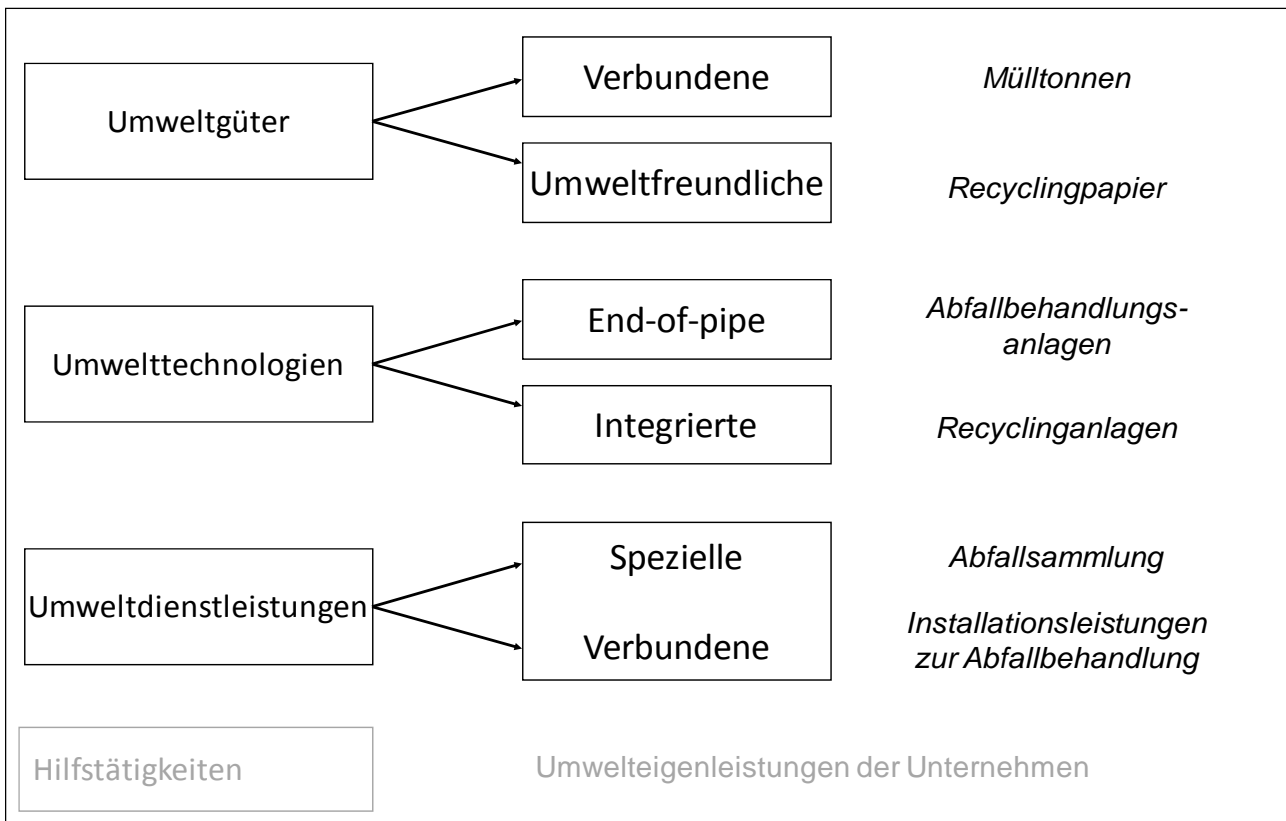 Umweltgüter
Verbundene
Mülltonnen
Umweltfreundliche
Recyclingpapier
Umwelttechnologien
End-of-pipe
Abfallbehandlungs-
anlagen
Integrierte
Recyclinganlagen
Umweltdienstleistungen
Spezielle
Abfallsammlung
Verbundene
Installationsleistungen
zur Abfallbehandlung
Hilfstätigkeiten
Umwelteigenleistungen der Unternehmen